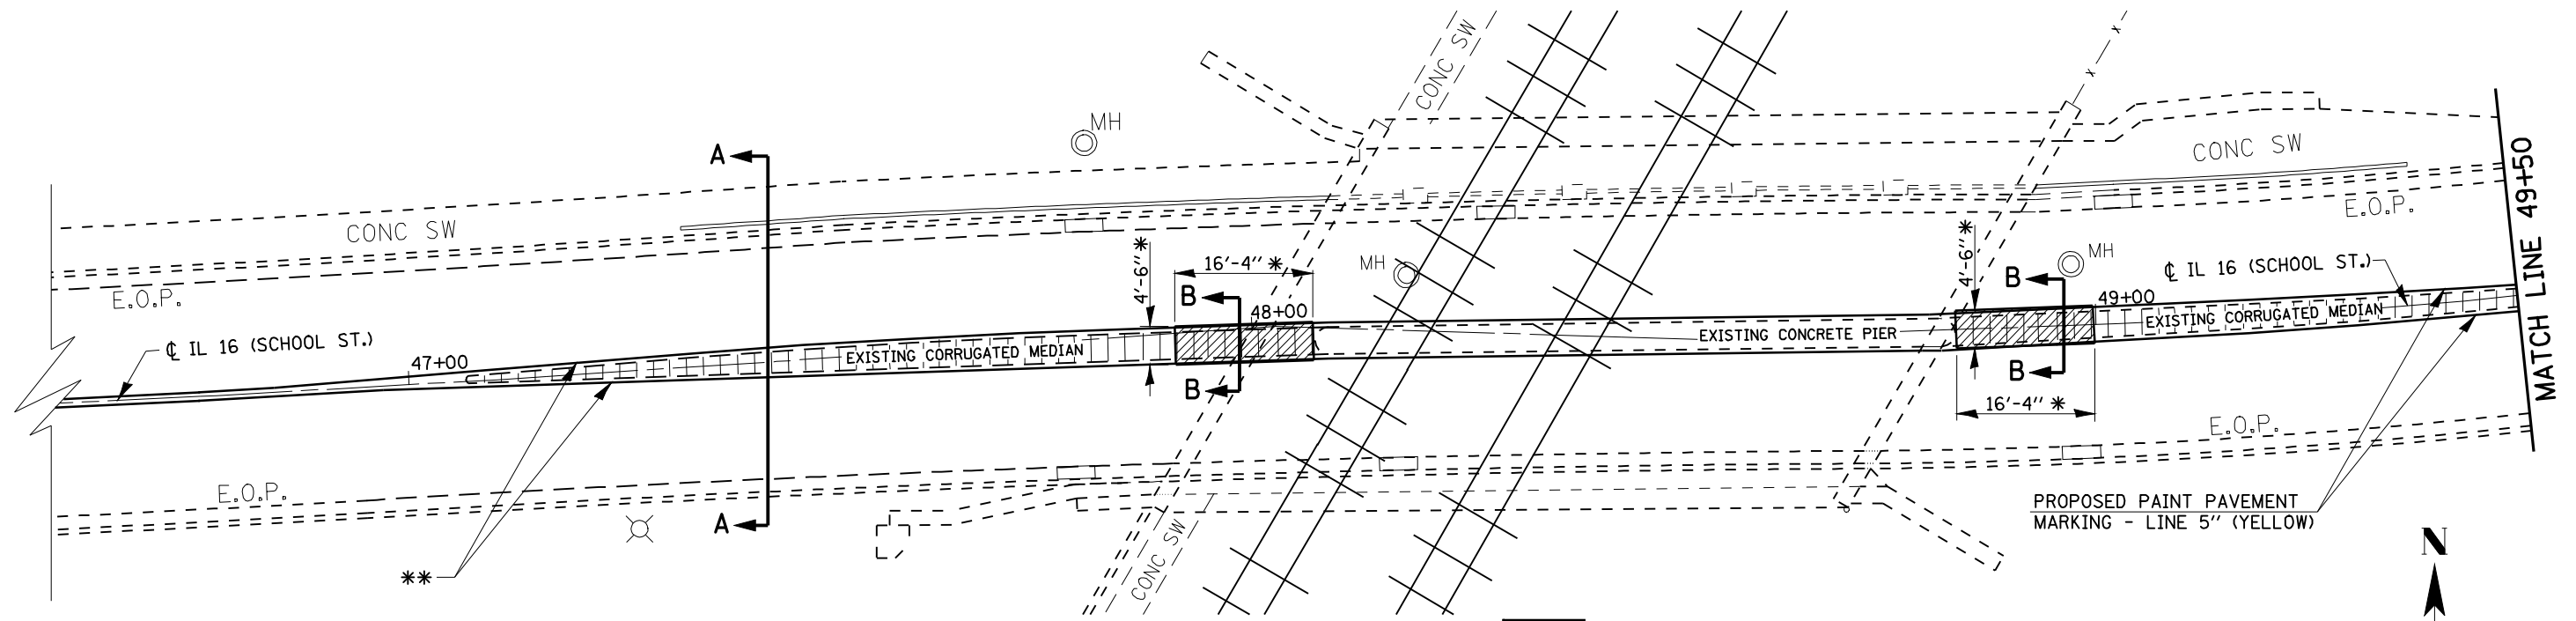 CONC SW
MH
A
CONC SW
MATCH LINE 49+50
CONC SW
E.O.P.
4'-6" *
16'-4" *
MH
4'-6" *
MH
℄ IL 16 (SCHOOL ST.)
B
B
E.O.P.
48+00
49+00
EXISTING CORRUGATED MEDIAN
℄ IL 16 (SCHOOL ST.)
47+00
EXISTING CORRUGATED MEDIAN
EXISTING CONCRETE PIER
B
B
16'-4" *
E.O.P.
E.O.P.
A
CONC SW
PROPOSED PAINT PAVEMENT
MARKING - LINE 5" (YELLOW)
N
**